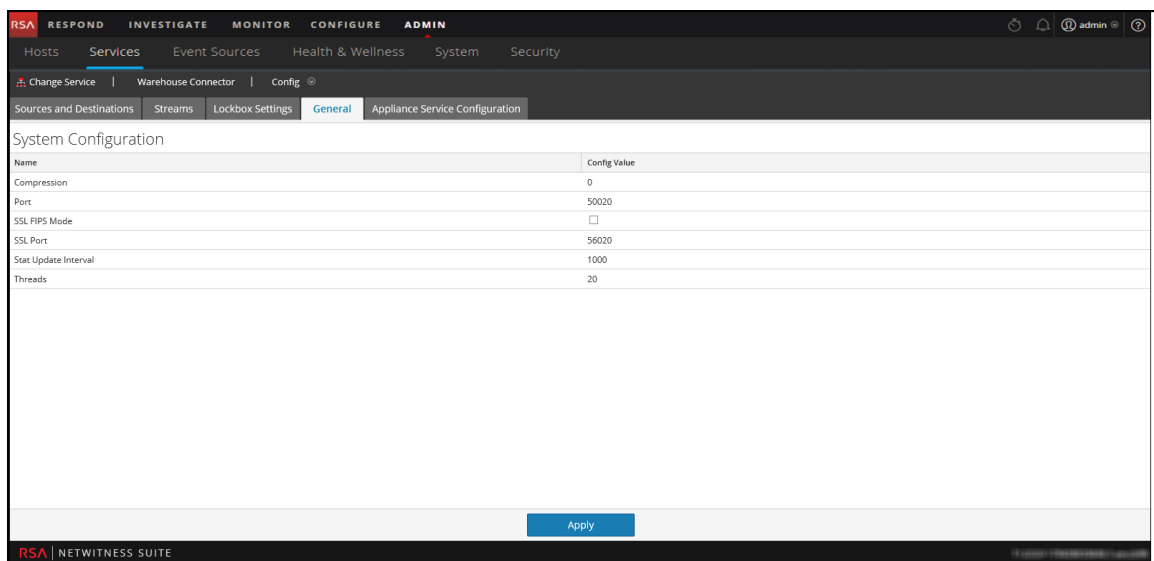 RSA RESPOND INVESTIGATE MONITOR CONFIGURE ADMIN admin ?
Hosts Services Event Sources Health & Wellness System Security
Change Service | Warehouse Connector | Config
Sources and Destinations Streams Lockbox Settings General Appliance Service Configuration
System Configuration
Name Config Value
Compression 0
Port 50020
SSL FIPS Mode
SSL Port 56020
Stat Update Interval 1000
Threads 20
Apply
RSA | NETWITNESS SUITE